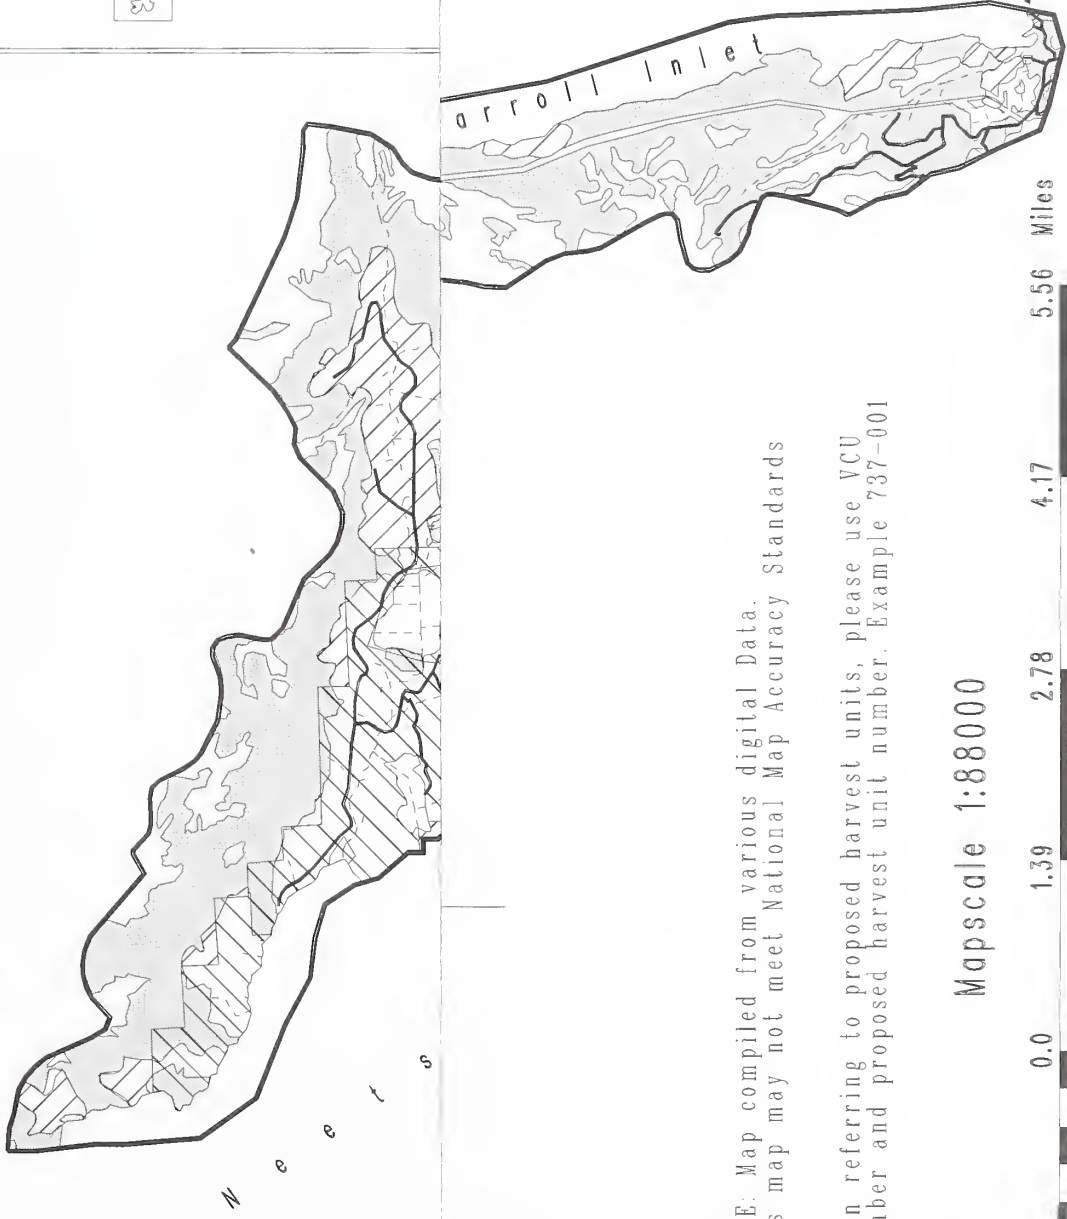 arroll Inlet
Neets
E: Map compiled from various digital Data.
s map may not meet National Map Accuracy Standards
n referring to proposed harvest units, please use VCU
ber and proposed harvest unit number. Example 737-001
Mapscale 1:88000
0.0 1.39 2.78 4.17 5.56 Miles